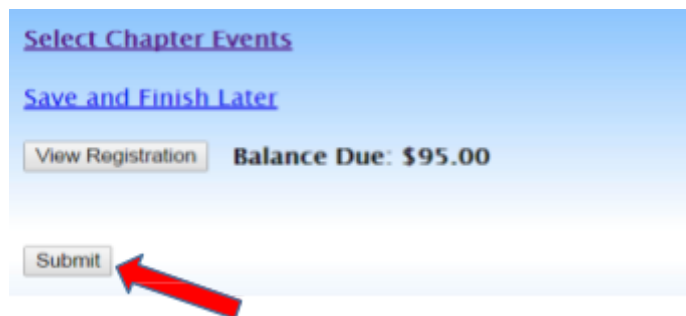 Select Chapter Events
Save and Finish Later
View Registration Balance Due: $95.00
Submit